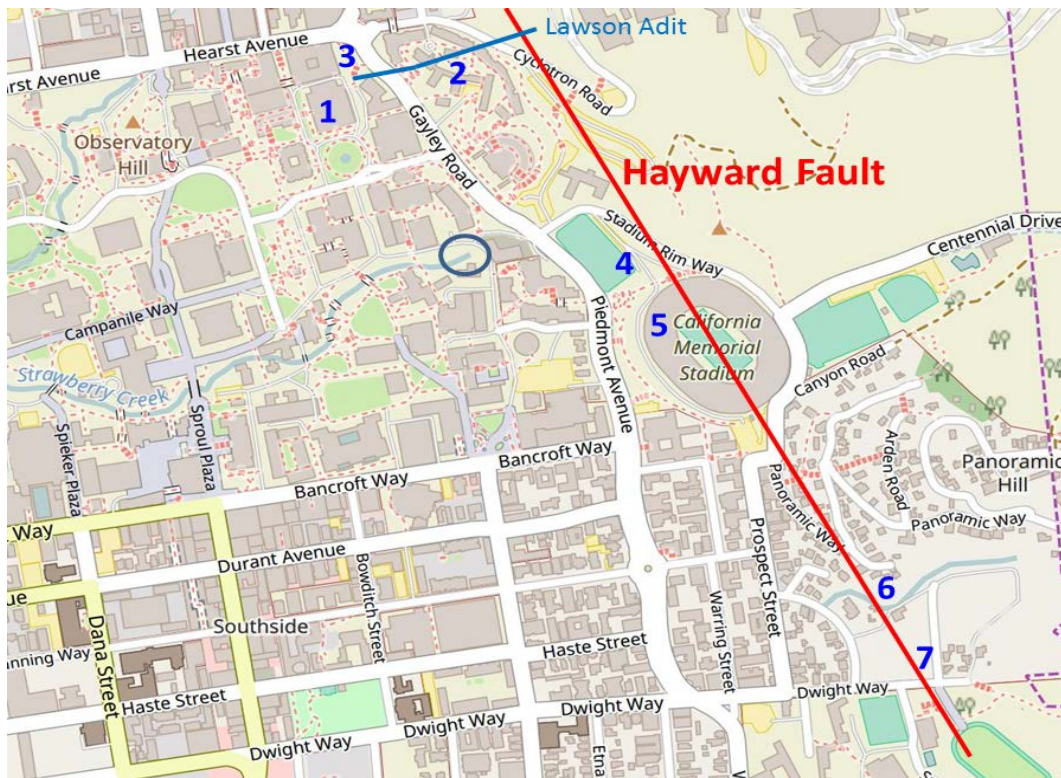 Lawson Adit
Hearst Avenue
3
rst Avenue
2
Cyclotron Road
1
Observatory
Hill
Gayley Road
Hayward Fault
Stadium Rim Way
Centennial Drive
4
5
California
Memorial
Stadium
Campanile Way
Piedmont Avenue
Strawberry Creek
Canyon Road
Spieker Plaza
Sproul Plaza
Arden Road
Bancroft Way
Bancroft Way
Panoramic
Hill
Way
Panoramic Way
Panoramic Way
Durant Avenue
Prospect Street
Bowditch Street
6
ue
Warring Street
Southside
Dana Street
nning Way
Haste Street
7
Haste Street
Dwight Way
Dwight Way
Dwight Way
Etna